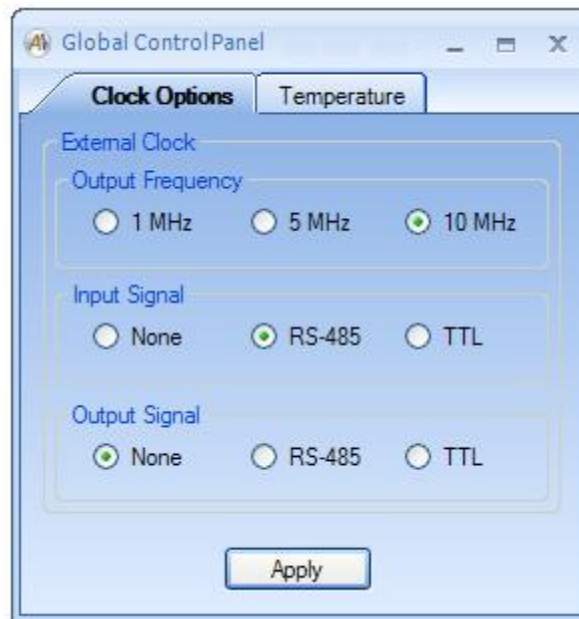 Global ControlPanel
Clock Options Temperature
External Clock
Output Frequency
1 MHz 5 MHz 10 MHz
Input Signal
None RS-485 TTL
Output Signal
None RS-485 TTL
Apply